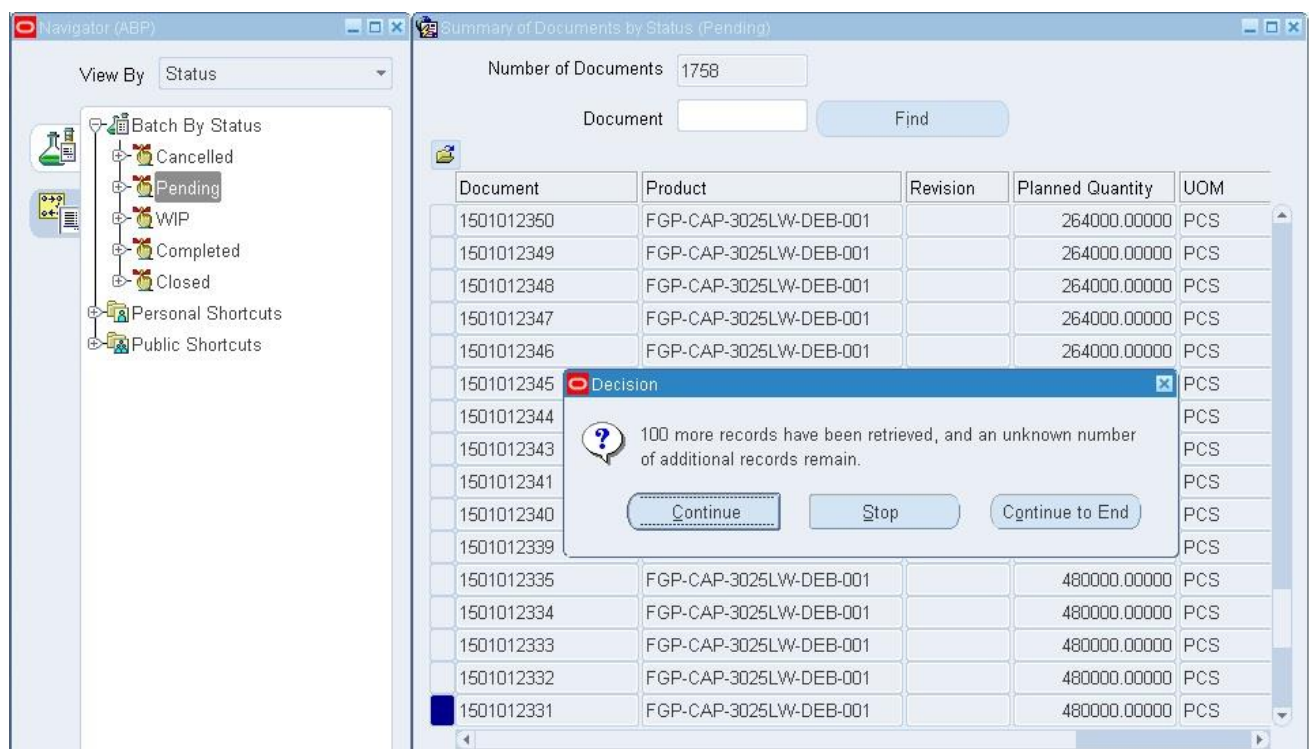 Navigator (ABP)
View By Status
Batch By Status
Cancelled
Pending
WIP
Completed
Closed
Personal Shortcuts
Public Shortcuts
Summary of Documents by Status (Pending)
Number of Documents 1758
Document Find
Document Product Revision Planned Quantity UOM
1501012350 FGP-CAP-3025LW-DEB-001 264000.00000 PCS
1501012349 FGP-CAP-3025LW-DEB-001 264000.00000 PCS
1501012348 FGP-CAP-3025LW-DEB-001 264000.00000 PCS
1501012347 FGP-CAP-3025LW-DEB-001 264000.00000 PCS
1501012346 FGP-CAP-3025LW-DEB-001 264000.00000 PCS
1501012345 PCS
1501012344 PCS
1501012343 PCS
1501012341 PCS
1501012340 PCS
1501012339 PCS
1501012335 FGP-CAP-3025LW-DEB-001 480000.00000 PCS
1501012334 FGP-CAP-3025LW-DEB-001 480000.00000 PCS
1501012333 FGP-CAP-3025LW-DEB-001 480000.00000 PCS
1501012332 FGP-CAP-3025LW-DEB-001 480000.00000 PCS
1501012331 FGP-CAP-3025LW-DEB-001 480000.00000 PCS
Decision
100 more records have been retrieved, and an unknown number
of additional records remain.
Continue Stop Continue to End